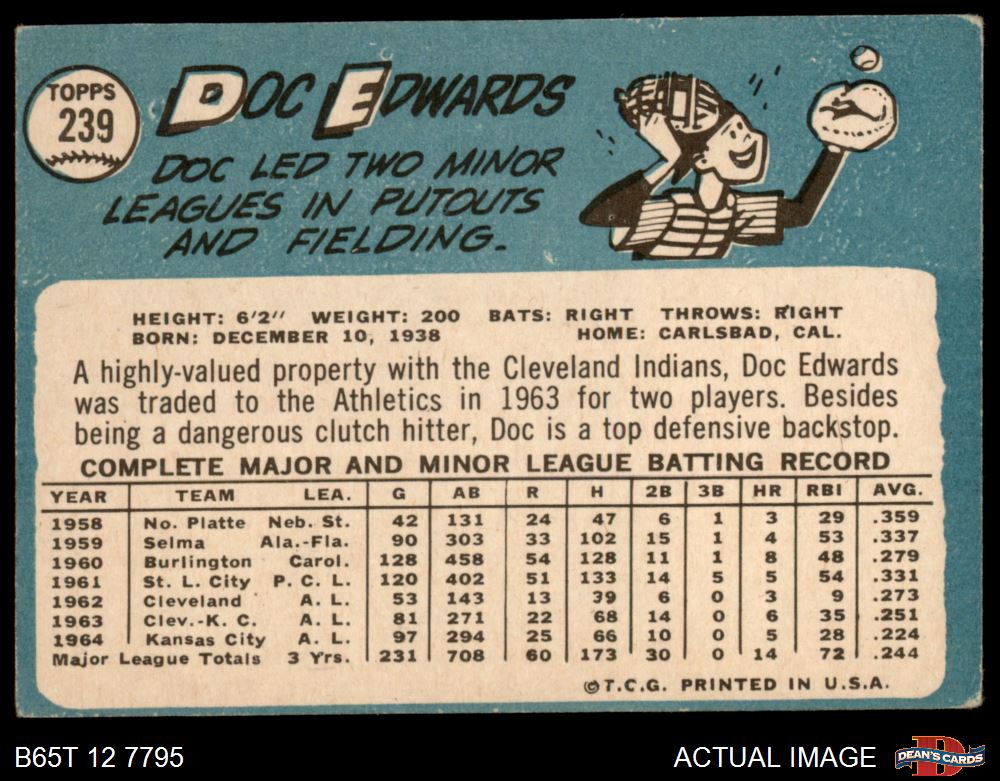 TOPPS
239
DOC EDWARDS
DOC LED TWO MINOR
LEAGUES IN PUTOUTS
AND FIELDING.
HEIGHT: 6'2" WEIGHT: 200 BATS: RIGHT THROWS: RIGHT
BORN: DECEMBER 10, 1938 HOME: CARLSBAD, CAL.
A highly-valued property with the Cleveland Indians, Doc Edwards
was traded to the Athletics in 1963 for two players. Besides
being a dangerous clutch hitter, Doc is a top defensive backstop.
COMPLETE MAJOR AND MINOR LEAGUE BATTING RECORD
YEAR TEAM LEA. G AB R H 2B 3B HR RBI AVG.
1958 No. Platte Neb. St. 42 131 24 47 6 1 3 29 .359
1959 Selma Ala.-Fla. 90 303 33 102 15 1 4 53 .337
1960 Burlington Carol. 128 458 54 128 11 1 8 48 .279
1961 St. L. City P. C. L. 120 402 51 133 14 5 5 54 .331
1962 Cleveland A. L. 53 143 13 39 6 0 3 9 .273
1963 Clev.-K. C. A. L. 81 271 22 68 14 0 6 35 .251
1964 Kansas City A. L. 97 294 25 66 10 0 5 28 .224
Major League Totals 3 Yrs. 231 708 60 173 30 0 14 72 .244
©T.C.G. PRINTED IN U.S.A.
B65T 12 7795 ACTUAL IMAGE DEAN'S CARDS